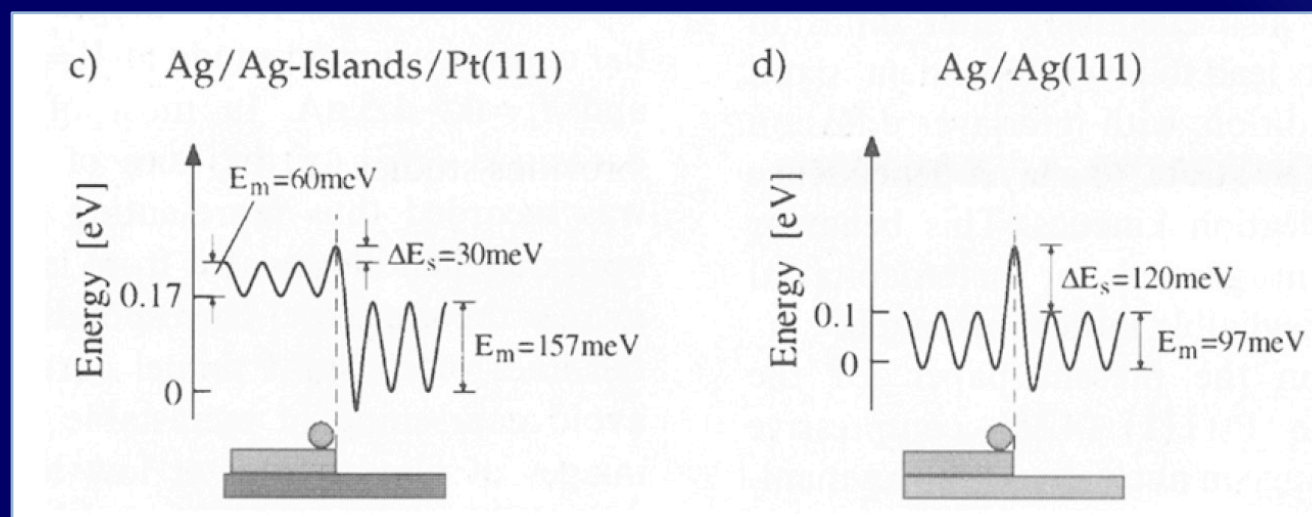 c) Ag/Ag-Islands/Pt(111)
Energy [eV]
E_m=60meV
ΔE_s=30meV
0.17
E_m=157meV
0
d) Ag/Ag(111)
Energy [eV]
ΔE_s=120meV
0.1
E_m=97meV
0